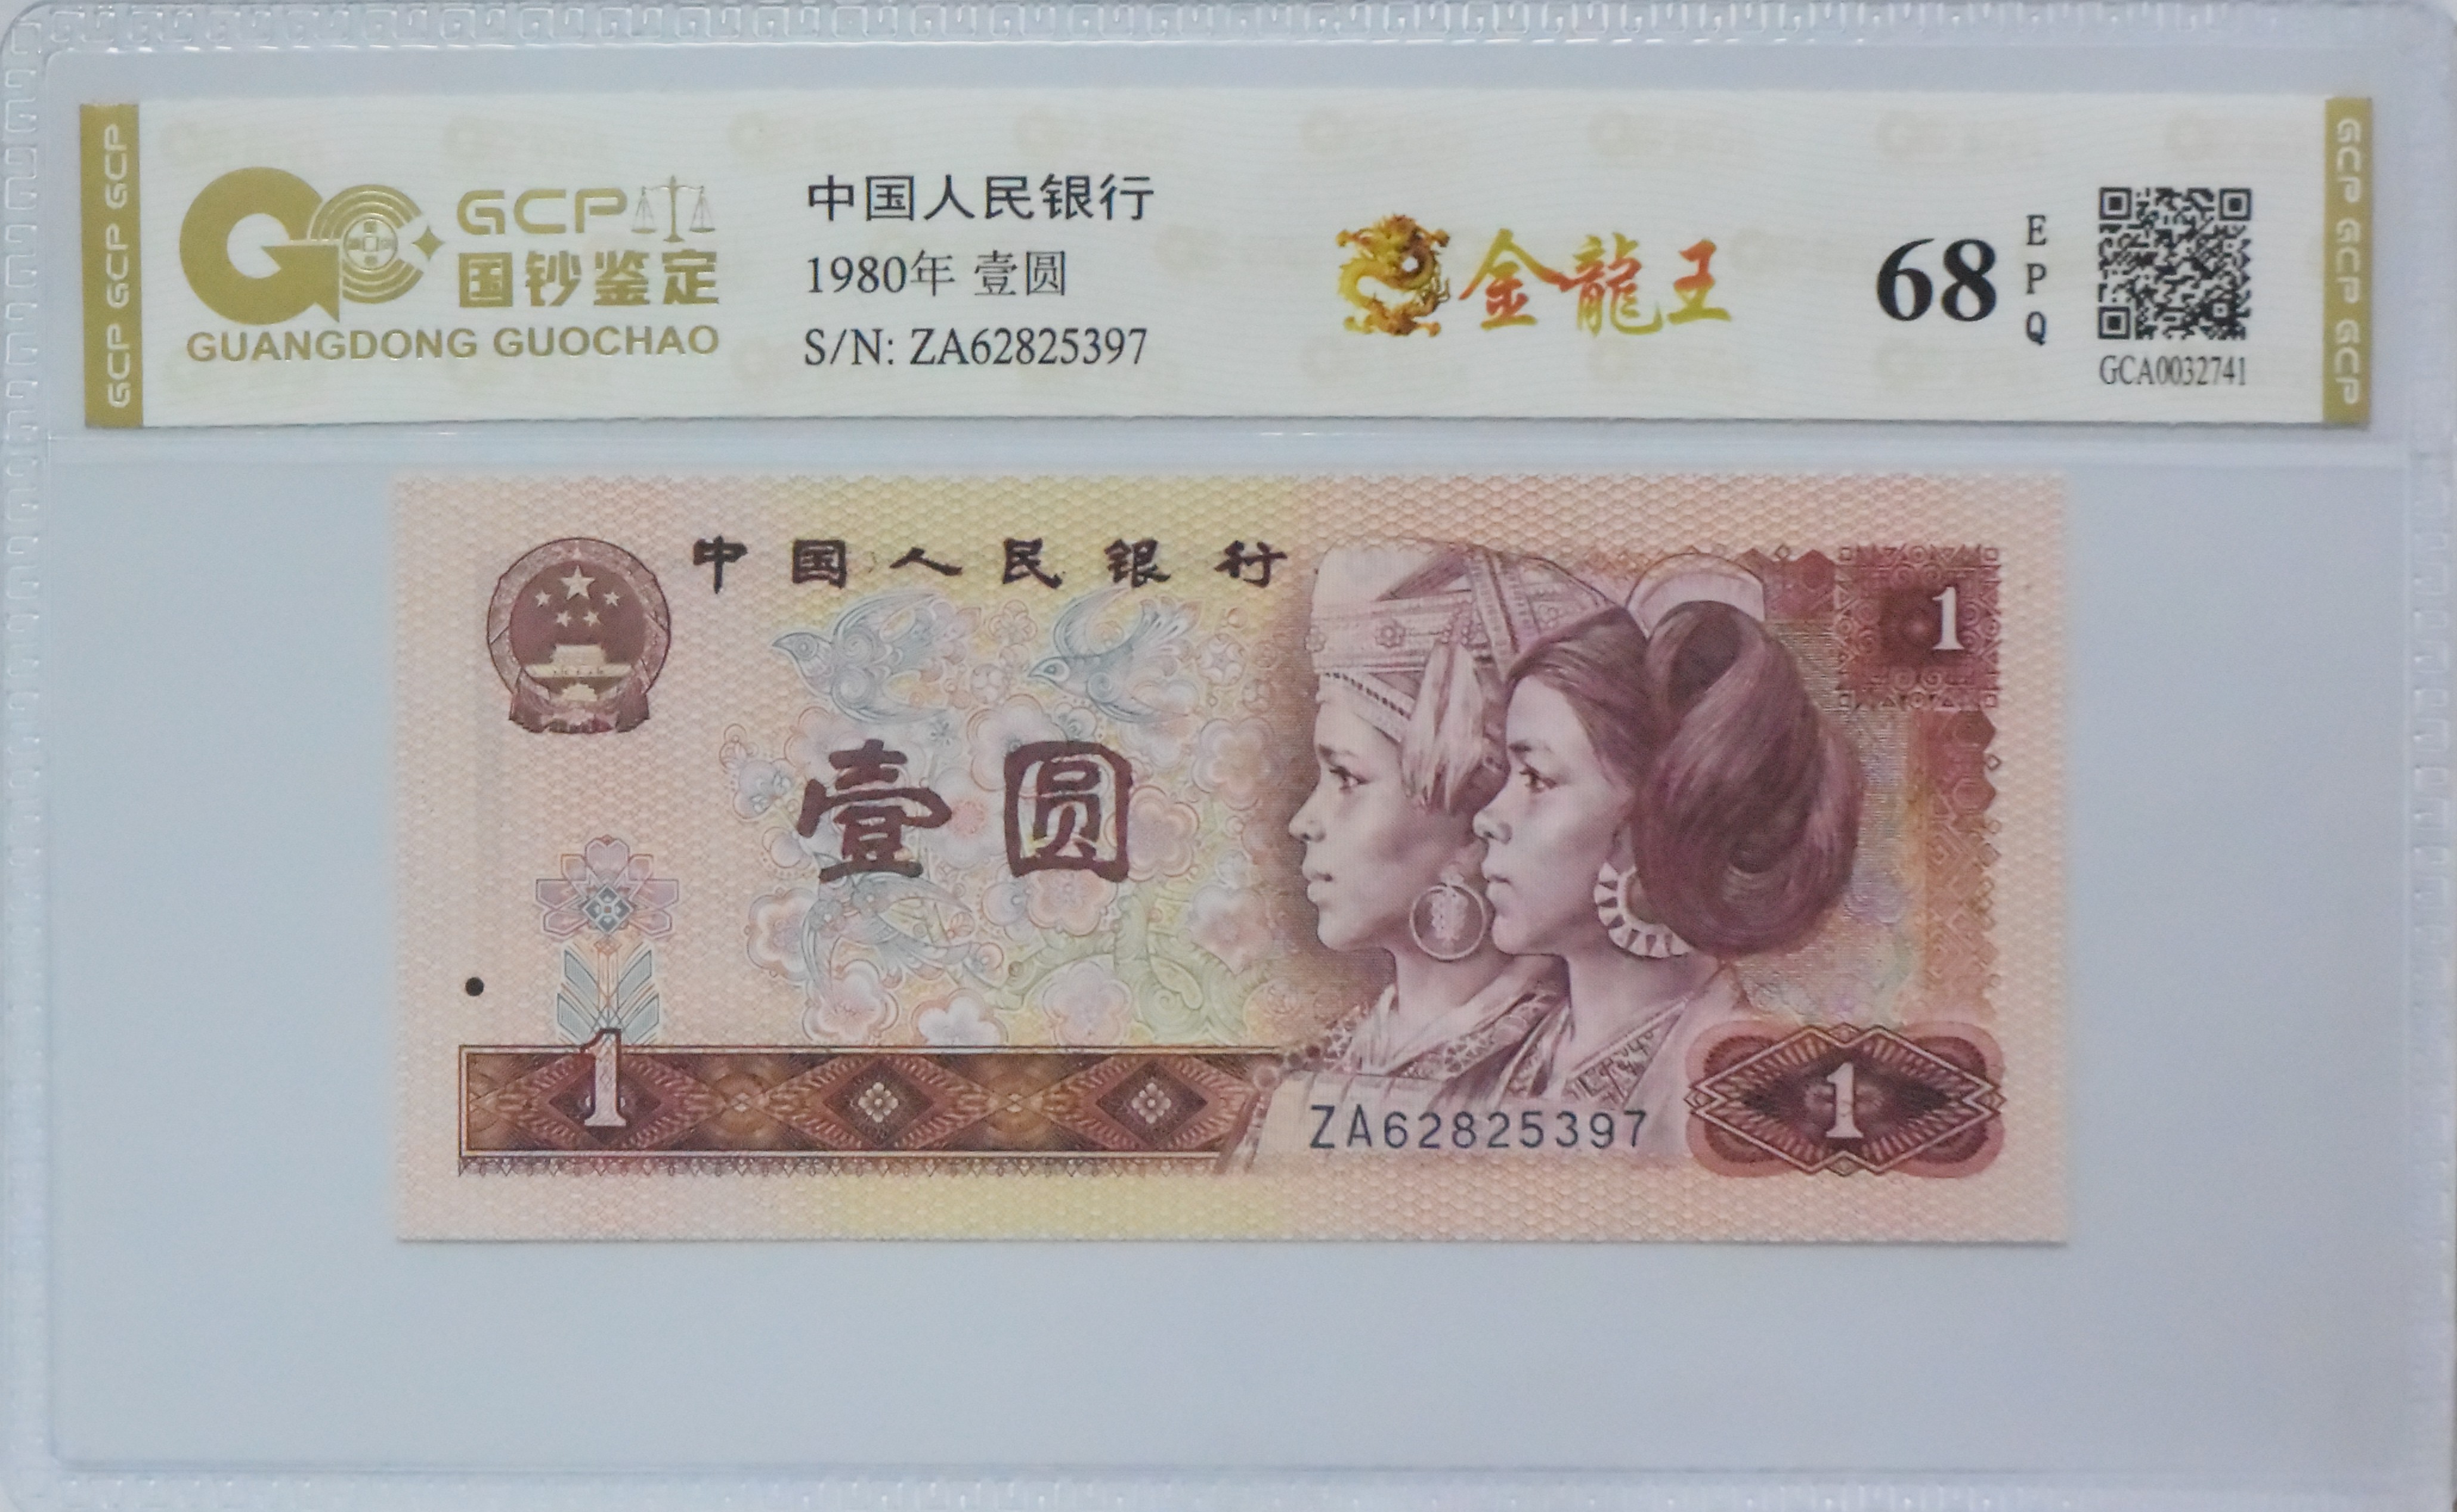 GCP GCP GCP
GCP
国钞鉴定
GUANGDONG GUOCHAO
中国人民银行
1980年 壹圆
S/N: ZA62825397
金龍王
68
E
P
Q
GCA0032741
GCP GCP GCP
中国人民银行
1
壹圆
1
ZA62825397
1